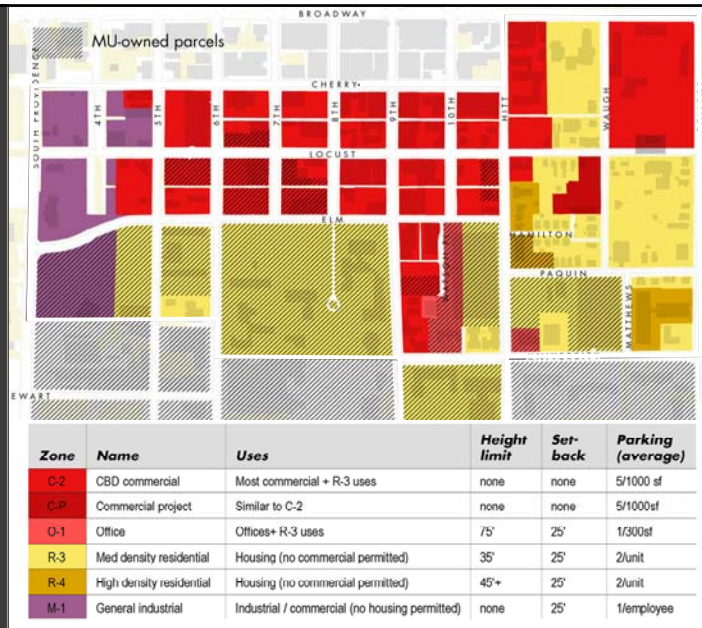 BROADWAY
MU-owned parcels
SOUTH PROVIDENCE
CHERRY
4TH
5TH
6TH
7TH
8TH
9TH
10TH
HITT
WAUGH
LOCUST
ELM
HAMILTON
PAQUIN
MATTHEWS
EWART
Zone Name Uses Height limit Set-back Parking (average)
C-2 CBD commercial Most commercial + R-3 uses none none 5/1000 sf
C-P Commercial project Similar to C-2 none none 5/1000sf
O-1 Office Offices+ R-3 uses 75' 25' 1/300sf
R-3 Med density residential Housing (no commercial permitted) 35' 25' 2/unit
R-4 High density residential Housing (no commercial permitted) 45'+ 25' 2/unit
M-1 General industrial Industrial / commercial (no housing permitted) none 25' 1/employee